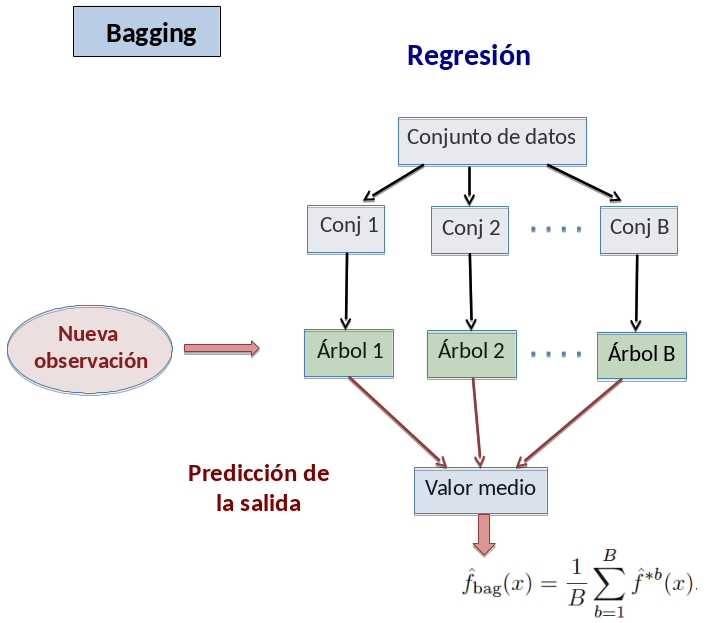 Bagging
Regresión
Conjunto de datos
Conj 1
Conj 2
Conj B
Nueva
observación
Árbol 1
Árbol 2
Árbol B
Predicción de
la salida
Valor medio
$\hat{f}_{\text{bag}}(x) = \frac{1}{B} \sum_{b=1}^{B} \hat{f}^{*b}(x).$